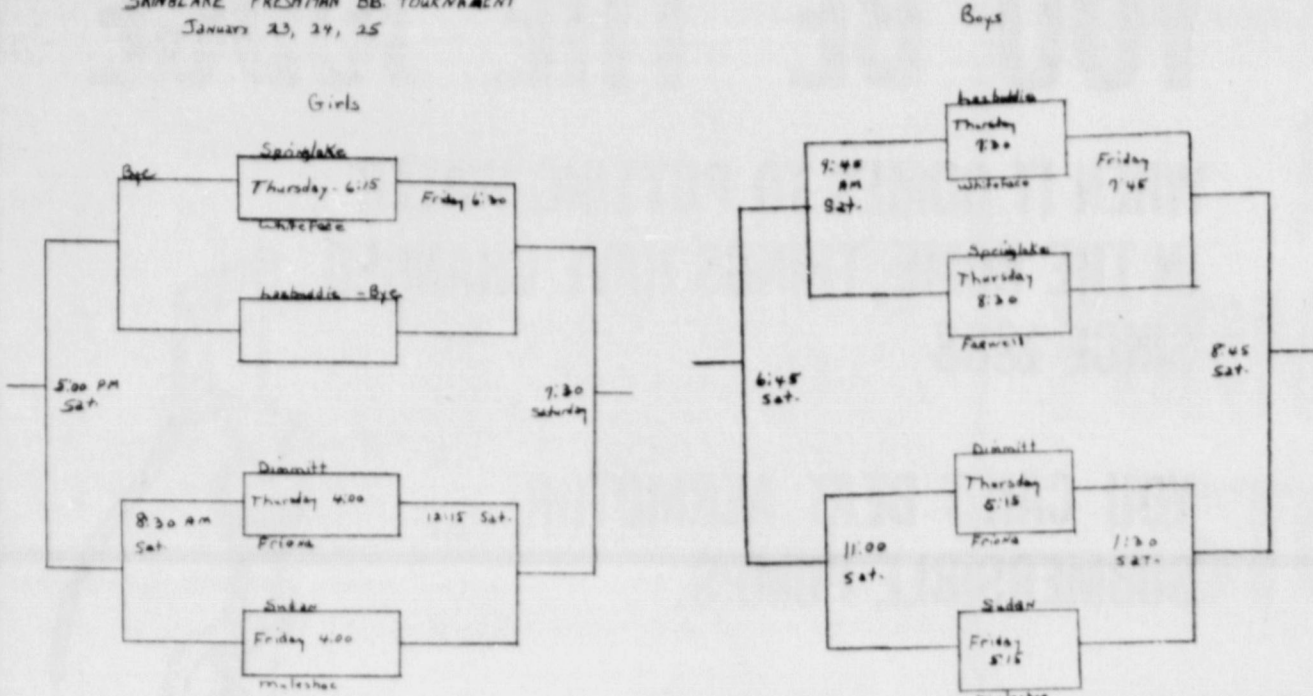 SPRINGLAKE FRESHMAN BB. TOURNAMENT
January 23, 24, 25
Girls
Bye
Springlake
Thursday - 6:15
Whiteface
Friday 6:30
Lazbuddie - Bye
5:00 PM
Sat.
7:30
Saturday
Dimmitt
Thursday 4:00
Friona
8:30 AM
Sat.
12:15 Sat.
Sudan
Friday 4:00
muleshoe
Boys
Lazbuddie
Thursday
Whiteface
9:45
AM
Sat.
Friday
7:45
Springlake
Thursday
8:30
Farwell
6:45
Sat.
8:45
Sat.
Dimmitt
Thursday
5:15
Friona
11:00
Sat.
1:30
SAT.
Sudan
Friday
5:15